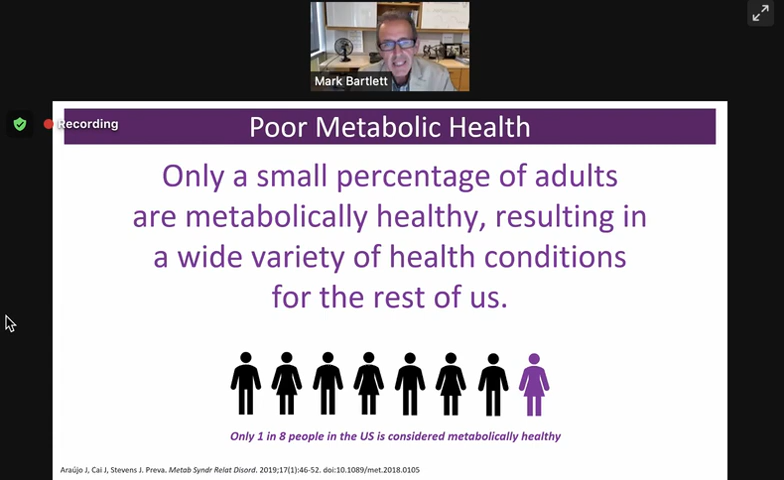 Mark Bartlett
Recording
Poor Metabolic Health
Only a small percentage of adults
are metabolically healthy, resulting in
a wide variety of health conditions
for the rest of us.
Only 1 in 8 people in the US is considered metabolically healthy
Araújo J, Cai J, Stevens J. Preva. Metab Syndr Relat Disord. 2019;17(1):46-52. doi:10.1089/met.2018.0105